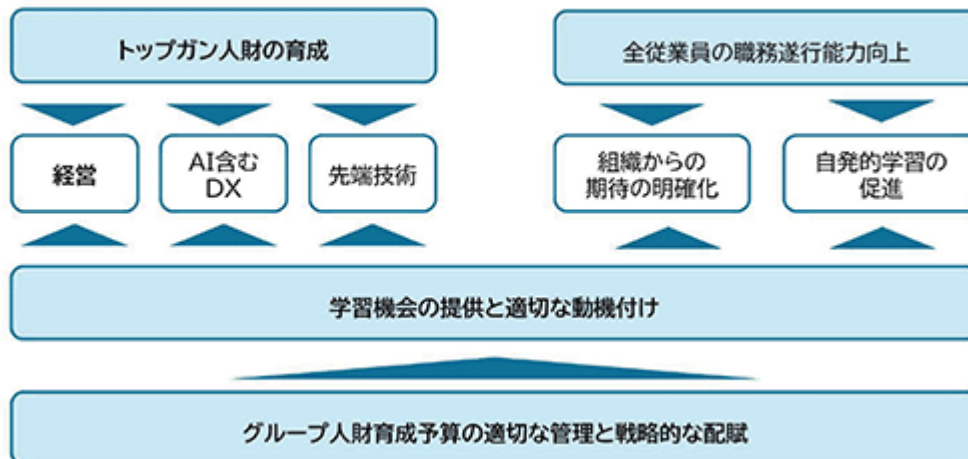 トップガン人財の育成
全従業員の職務遂行能力向上
経営
AI含む
DX
先端技術
組織からの
期待の明確化
自発的学習の
促進
学習機会の提供と適切な動機付け
グループ人財育成予算の適切な管理と戦略的な配賦